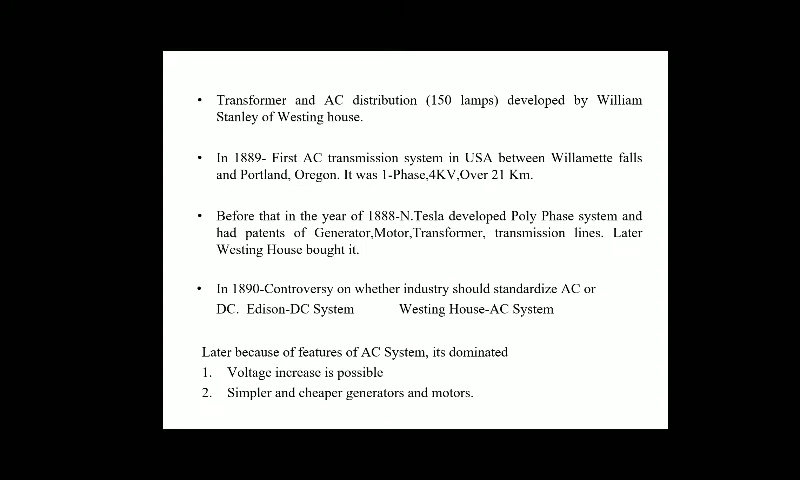 • Transformer and AC distribution (150 lamps) developed by William
Stanley of Westing house.
• In 1889- First AC transmission system in USA between Willamette falls
and Portland, Oregon. It was 1-Phase,4KV,Over 21 Km.
• Before that in the year of 1888-N.Tesla developed Poly Phase system and
had patents of Generator,Motor,Transformer, transmission lines. Later
Westing House bought it.
• In 1890-Controversy on whether industry should standardize AC or
DC. Edison-DC System Westing House-AC System
Later because of features of AC System, its dominated
1. Voltage increase is possible
2. Simpler and cheaper generators and motors.